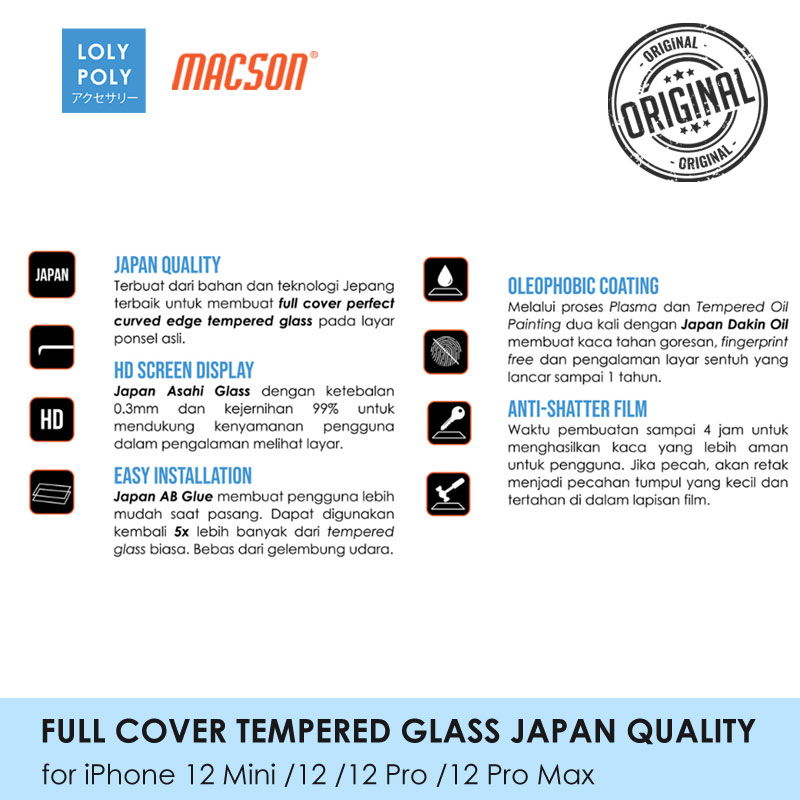 LOLY
POLY
アクセサリー
MACSON®
- ORIGINAL -
ORIGINAL
- ORIGINAL -
JAPAN
HD
JAPAN QUALITY
Terbuat dari bahan dan teknologi Jepang
terbaik untuk membuat full cover perfect
curved edge tempered glass pada layar
ponsel asli.
HD SCREEN DISPLAY
Japan Asahi Glass dengan ketebalan
0.3mm dan kejernihan 99% untuk
mendukung kenyamanan pengguna
dalam pengalaman melihat layar.
EASY INSTALLATION
Japan AB Glue membuat pengguna lebih
mudah saat pasang. Dapat digunakan
kembali 5x lebih banyak dari tempered
glass biasa. Bebas dari gelembung udara.
OLEOPHOBIC COATING
Melalui proses Plasma dan Tempered Oil
Painting dua kali dengan Japan Dakin Oil
membuat kaca tahan goresan, fingerprint
free dan pengalaman layar sentuh yang
lancar sampai 1 tahun.
ANTI-SHATTER FILM
Waktu pembuatan sampai 4 jam untuk
menghasilkan kaca yang lebih aman
untuk pengguna. Jika pecah, akan retak
menjadi pecahan tumpul yang kecil dan
tertahan di dalam lapisan film.
FULL COVER TEMPERED GLASS JAPAN QUALITY
for iPhone 12 Mini /12 /12 Pro /12 Pro Max